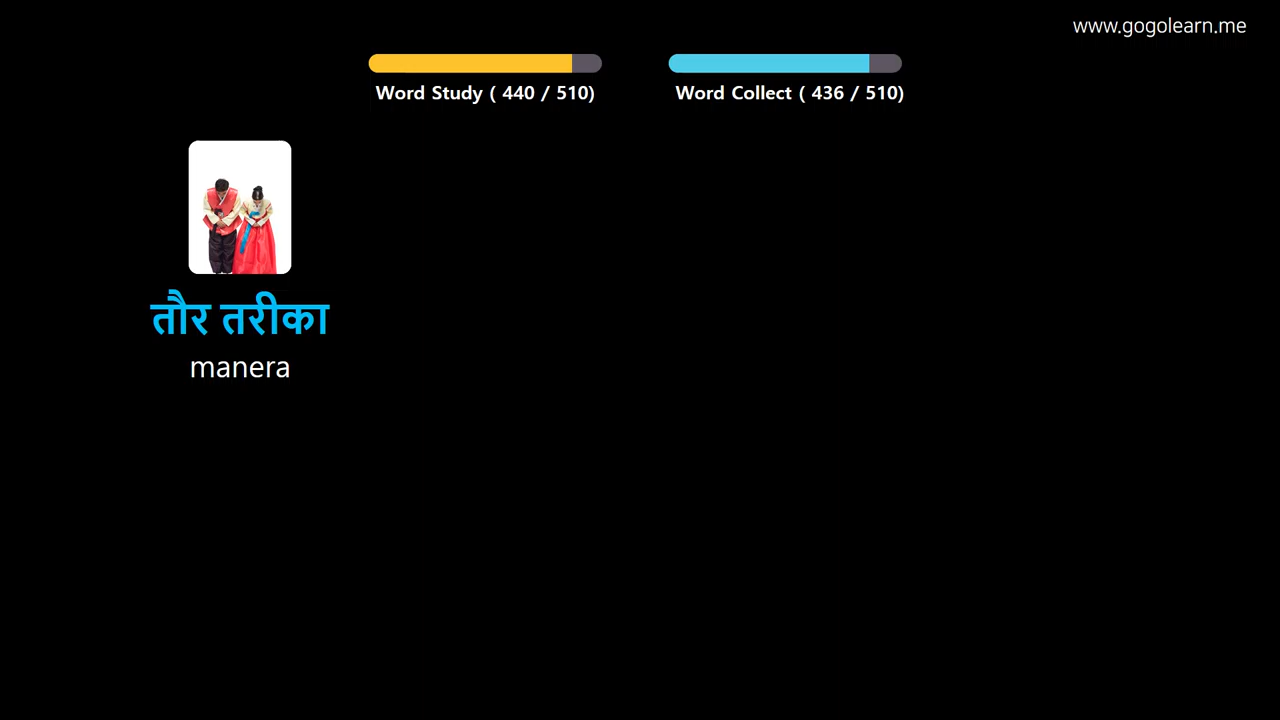 www.gogolearn.me
Word Study ( 440 / 510)
Word Collect ( 436 / 510)
तौर तरीका
manera